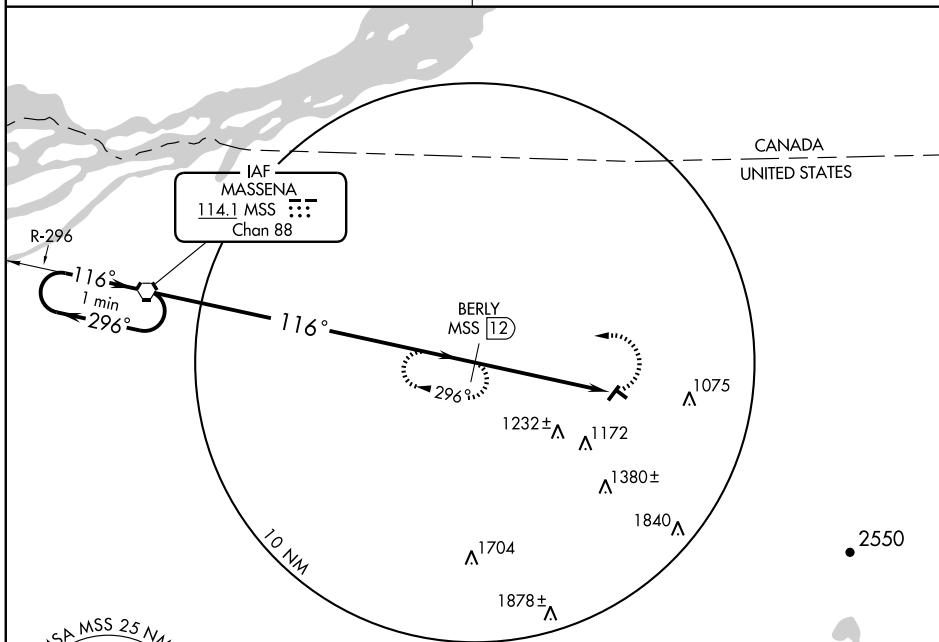 CANADA
UNITED STATES
IAF
MASSENA
114.1 MSS
Chan 88
R-296
116°
1 min
296°
116°
BERLY
MSS 12
296°
1075
1232±
1172
1380±
1840
2550
1704
1878±
10 NM
MSA MSS 25 NM